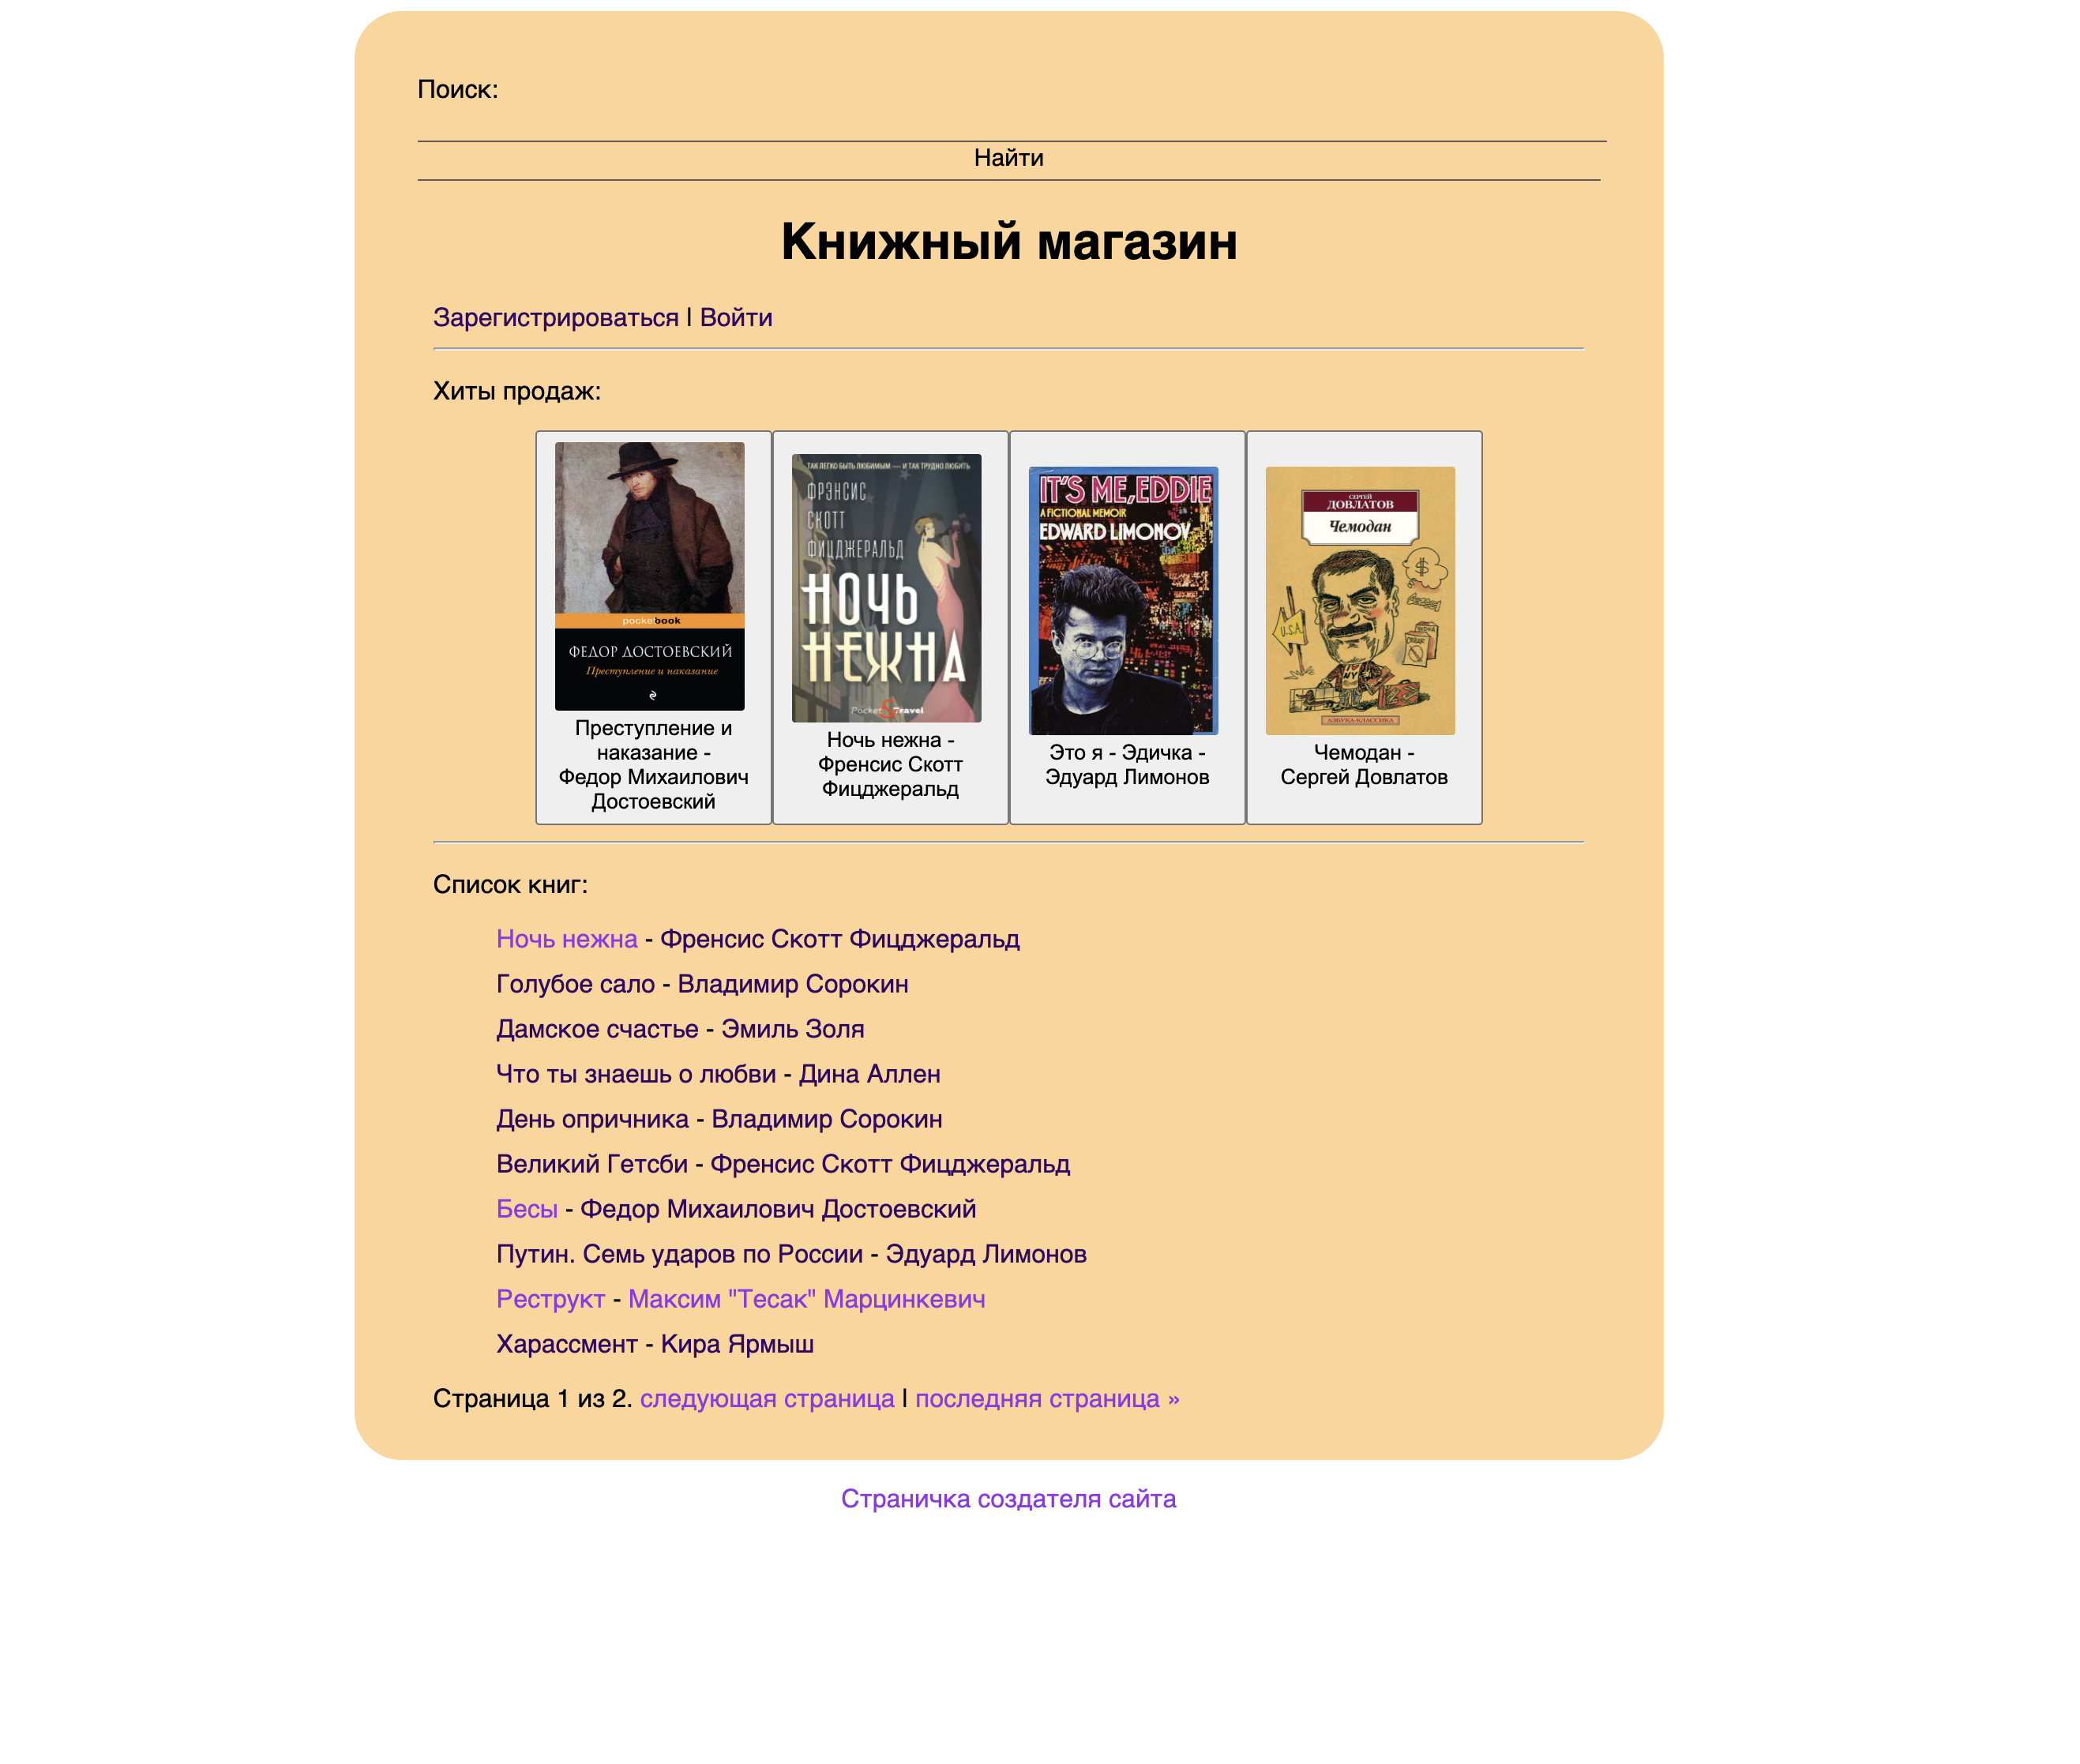 Поиск:
Найти
Книжный магазин
Зарегистрироваться | Войти
Хиты продаж:
pocketbook
ФЕДОР ДОСТОЕВСКИЙ
Преступление и наказание
Преступление и
наказание -
Федор Михаилович
Достоевский
ТАК ЛЕГКО БЫТЬ ЛЮБИМЫМ — И ТАК ТРУДНО ЛЮБИТЬ
ФРЭНСИС
СКОТТ
ФИЦДЖЕРАЛЬД
НОЧЬ
НЕЖНА
Pocket&Travel
Ночь нежна -
Френсис Скотт
Фицджеральд
IT'S ME, EDDIE
A FICTIONAL MEMOIR
EDWARD LIMONOV
Это я - Эдичка -
Эдуард Лимонов
СЕРГЕЙ
ДОВЛАТОВ
Чемодан
$
U.S.A.
NY
АЗБУКА-КЛАССИКА
Чемодан -
Сергей Довлатов
Список книг:
Ночь нежна - Френсис Скотт Фицджеральд
Голубое сало - Владимир Сорокин
Дамское счастье - Эмиль Золя
Что ты знаешь о любви - Дина Аллен
День опричника - Владимир Сорокин
Великий Гетсби - Френсис Скотт Фицджеральд
Бесы - Федор Михаилович Достоевский
Путин. Семь ударов по России - Эдуард Лимонов
Реструкт - Максим "Тесак" Марцинкевич
Харассмент - Кира Ярмыш
Страница 1 из 2. следующая страница | последняя страница »
Страничка создателя сайта